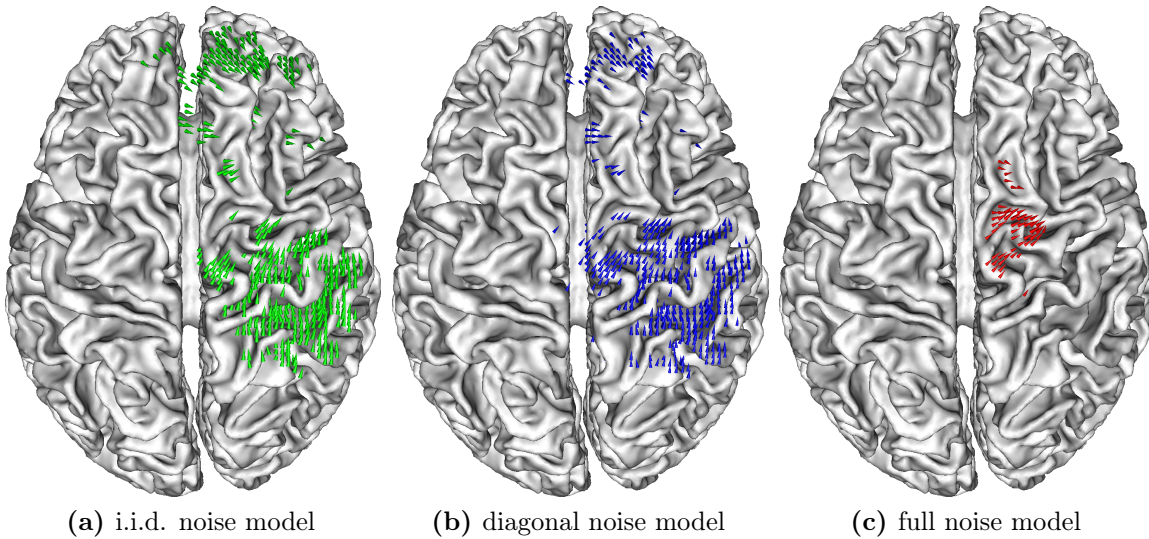 (a) i.i.d. noise model
(b) diagonal noise model
(c) full noise model